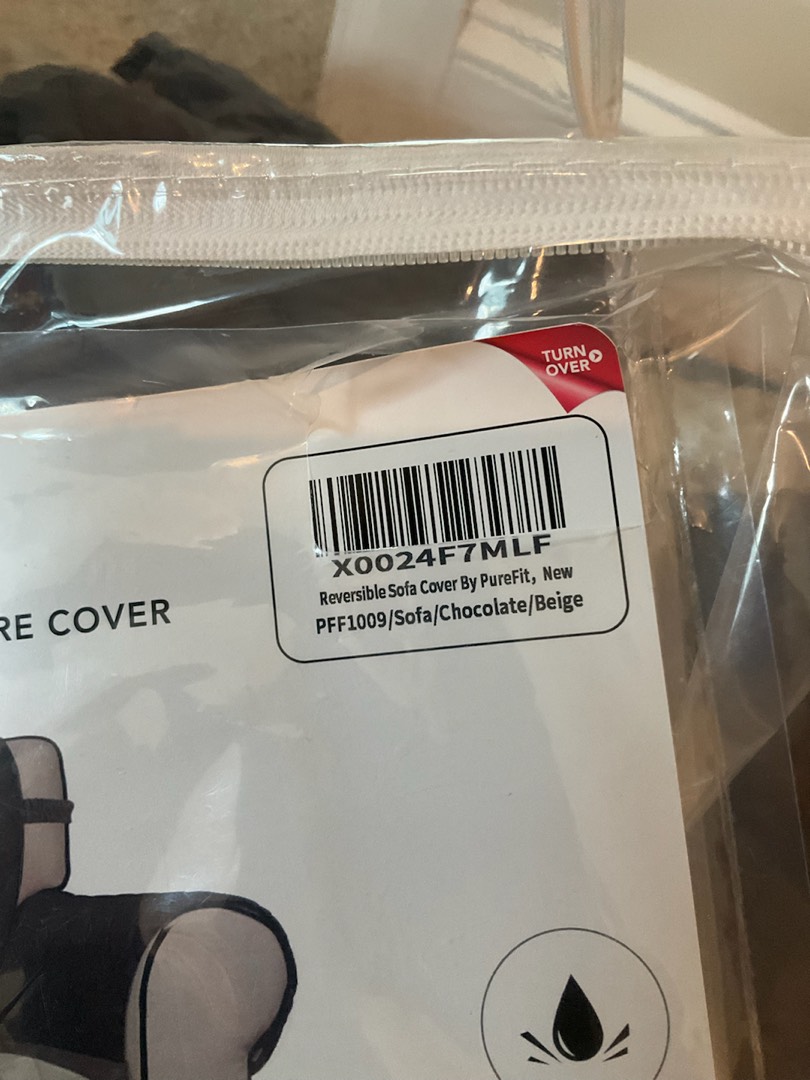 TURN
OVER
X0024F7MLF
Reversible Sofa Cover By PureFit, New
PFF1009/Sofa/Chocolate/Beige
RE COVER